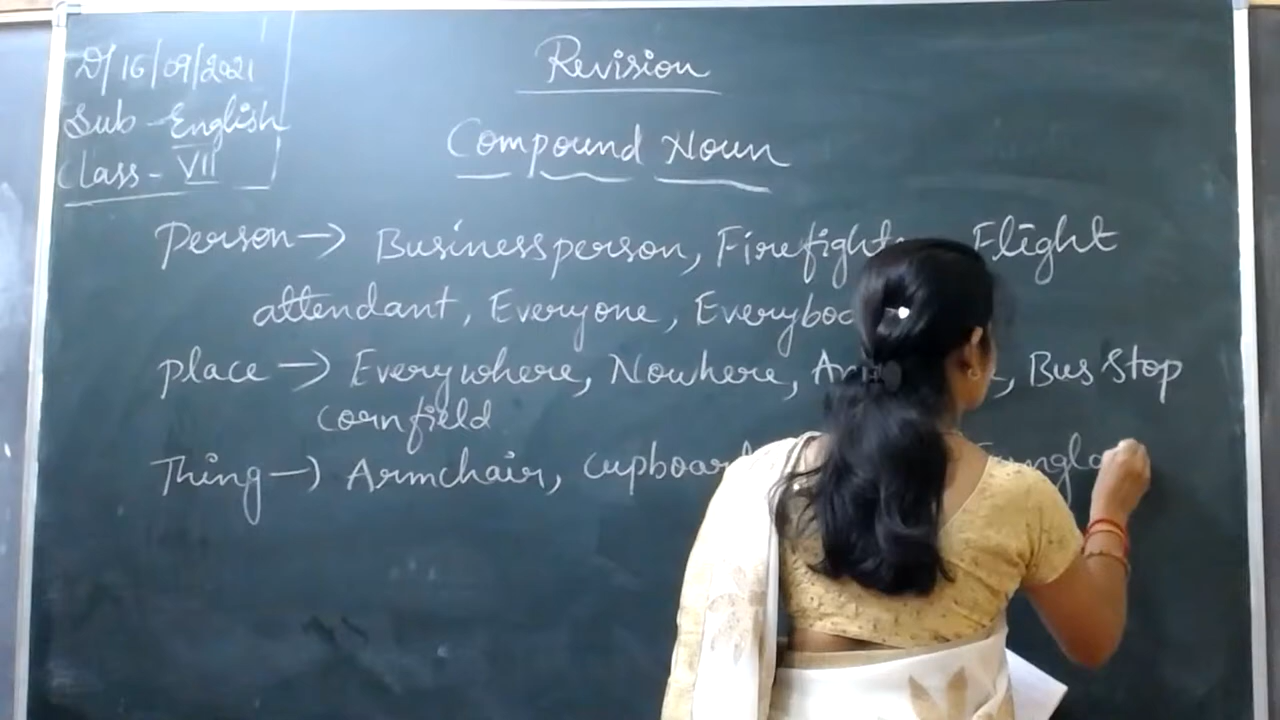 D/ 16/09/2021
Sub - English
Class - VII
Revision
Compound Noun
Person → Businessperson, Flight
attendant, Everyone,
place → Everywhere, Nowhere, Bus stop
cornfield
Thing → Armchair,